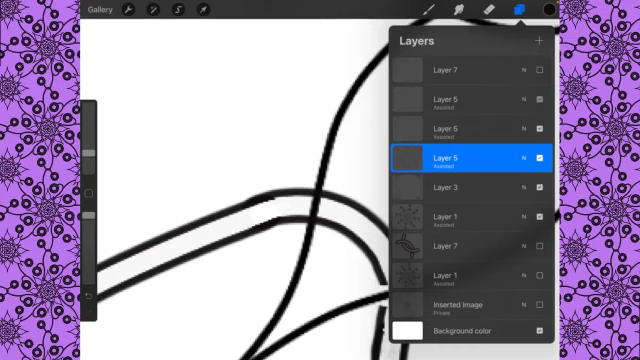 Gallery
Layers
Layer 7 N
Layer 5 N
Assisted
Layer 5 N
Assisted
Layer 5 N
Assisted
Layer 3 N
Layer 1 N
Assisted
Layer 7 N
Layer 1 N
Assisted
Inserted Image N
Private
Background color